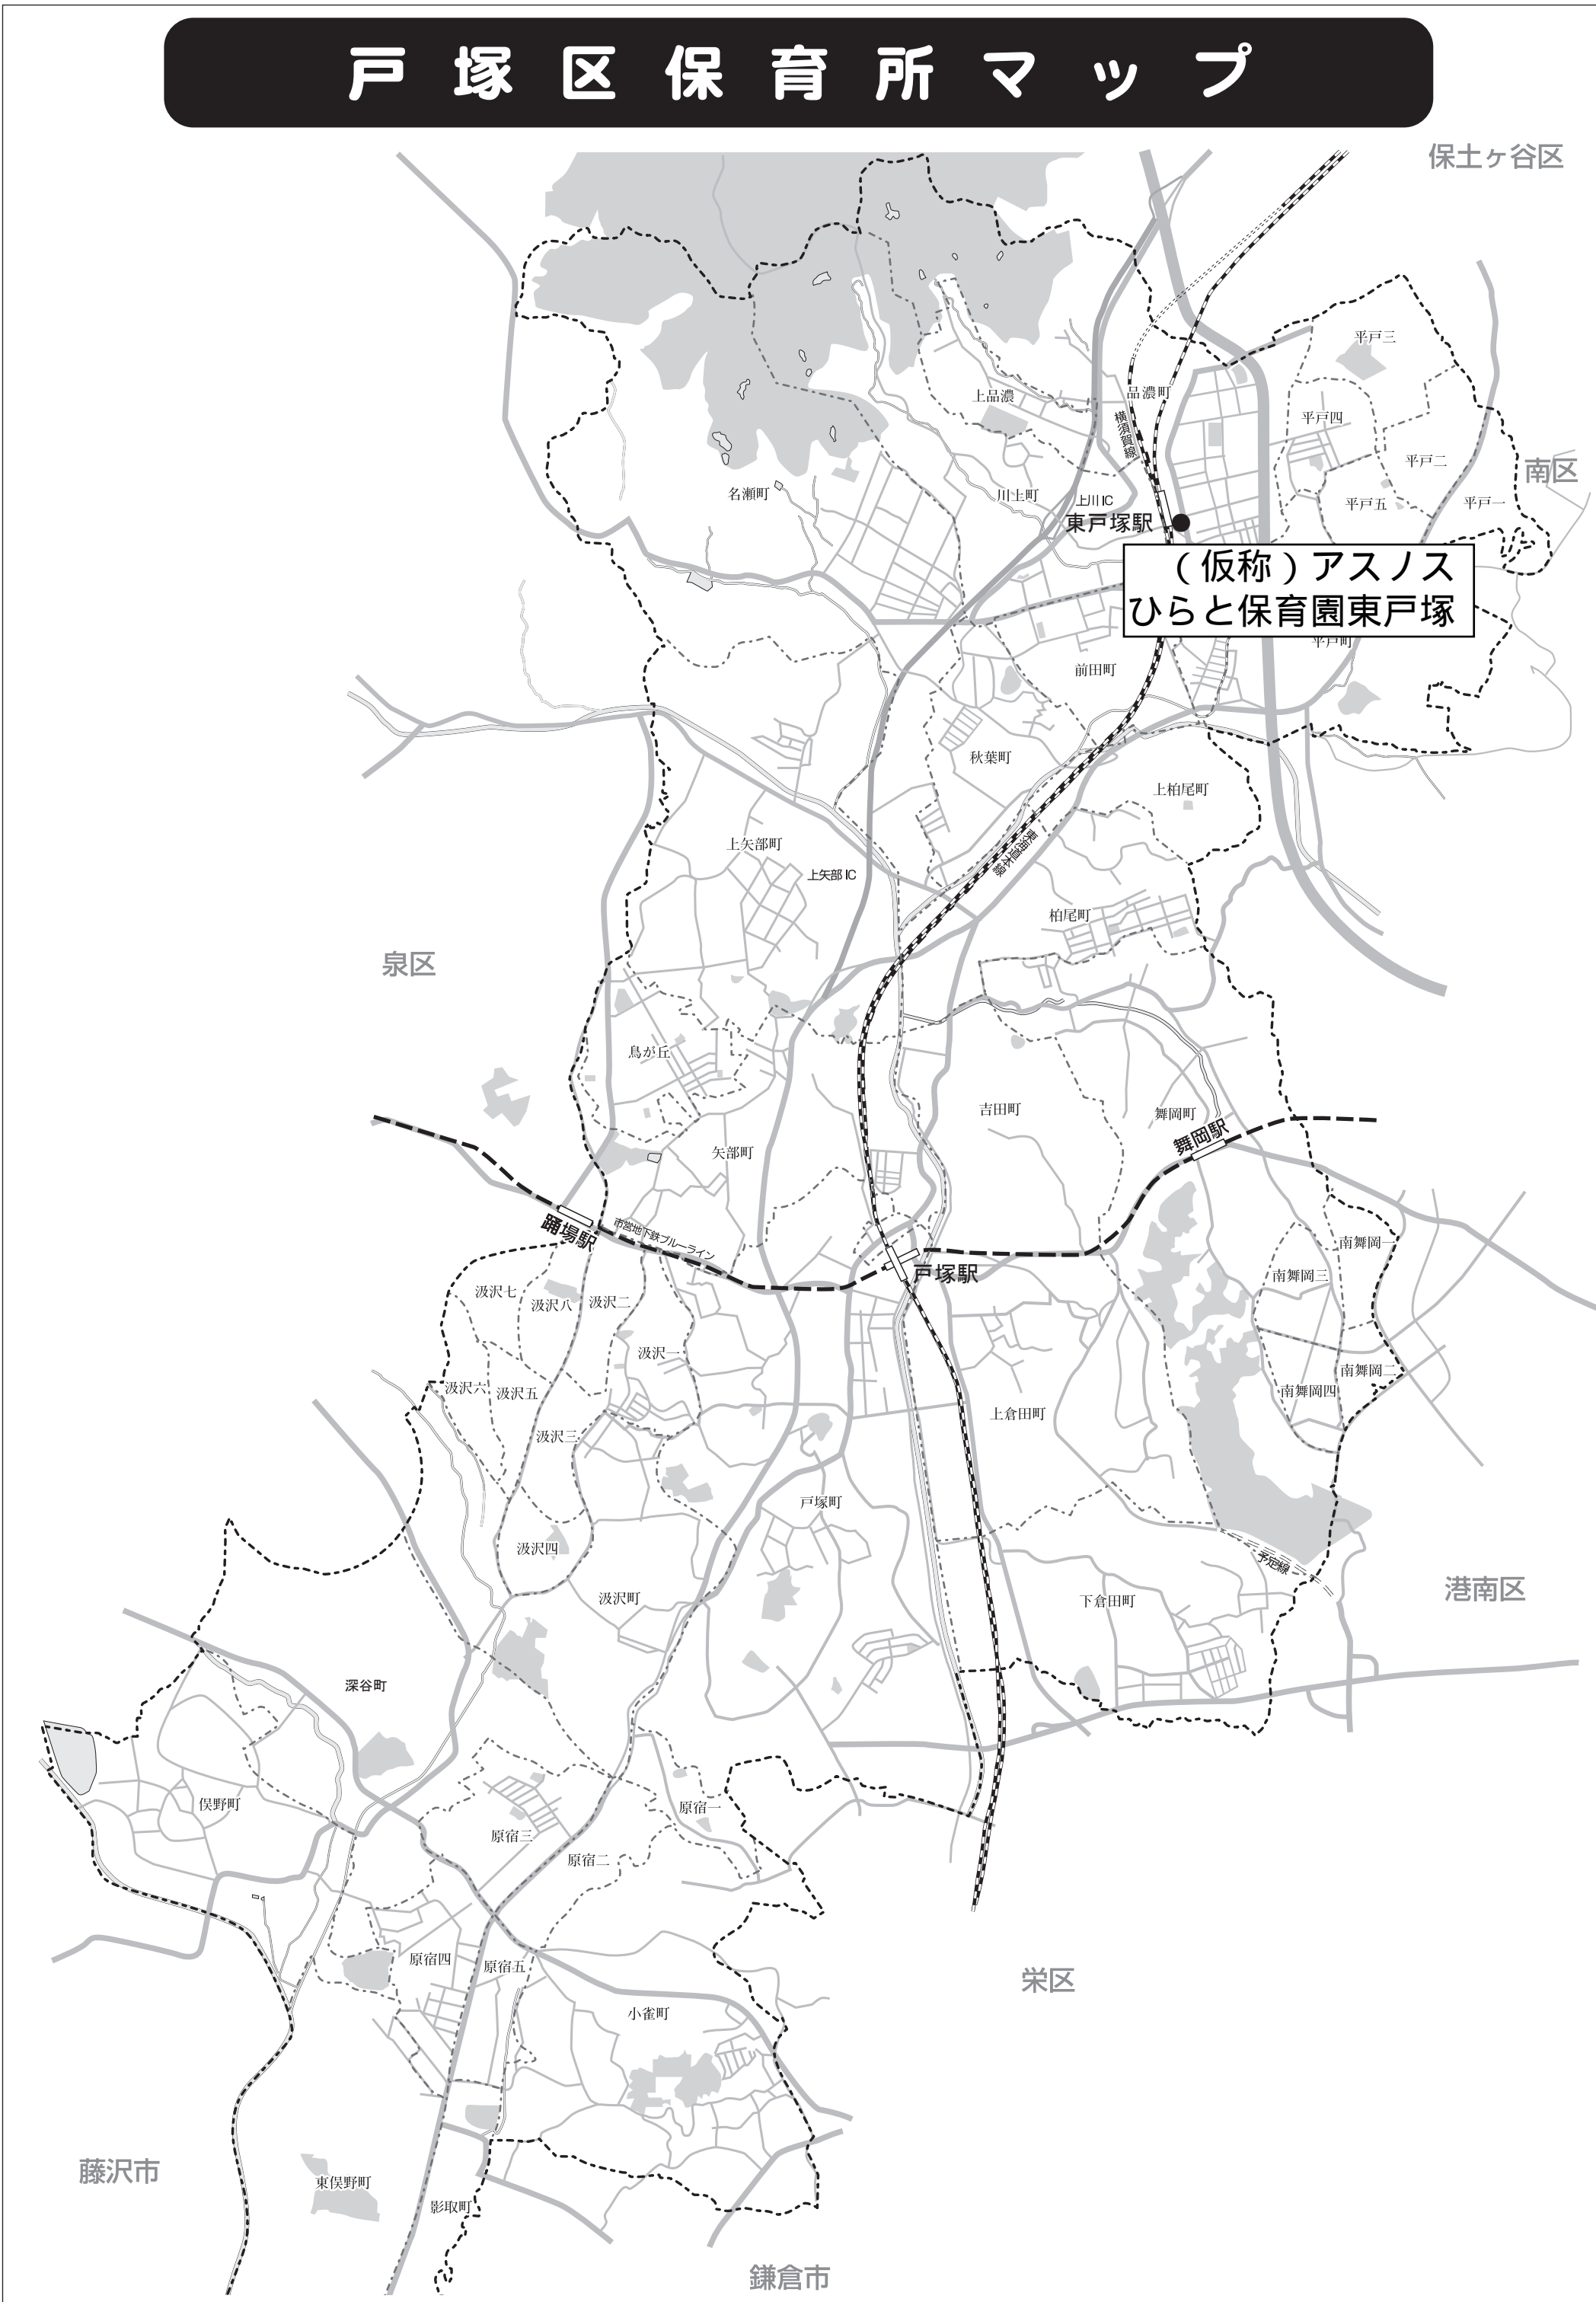 戸塚区保育所マップ
保土ヶ谷区
平戸三
上品濃
品濃町
平戸四
横須賀線
平戸二
南区
名瀬町
川上町
上川IC
平戸五
平戸一
東戸塚駅
（仮称）アスノス
ひらと保育園東戸塚
平戸町
前田町
秋葉町
上柏尾町
上矢部町
東海道本線
上矢部IC
柏尾町
泉区
鳥が丘
吉田町
舞岡町
舞岡駅
矢部町
踊場駅
市営地下鉄ブルーライン
戸塚駅
南舞岡一
南舞岡三
汲沢七
汲沢八
汲沢二
汲沢一
南舞岡二
汲沢六
汲沢五
南舞岡四
上倉田町
汲沢三
戸塚町
汲沢四
予定線
港南区
汲沢町
下倉田町
深谷町
俣野町
原宿一
原宿三
原宿二
原宿四
原宿五
栄区
小雀町
藤沢市
東俣野町
影取町
鎌倉市